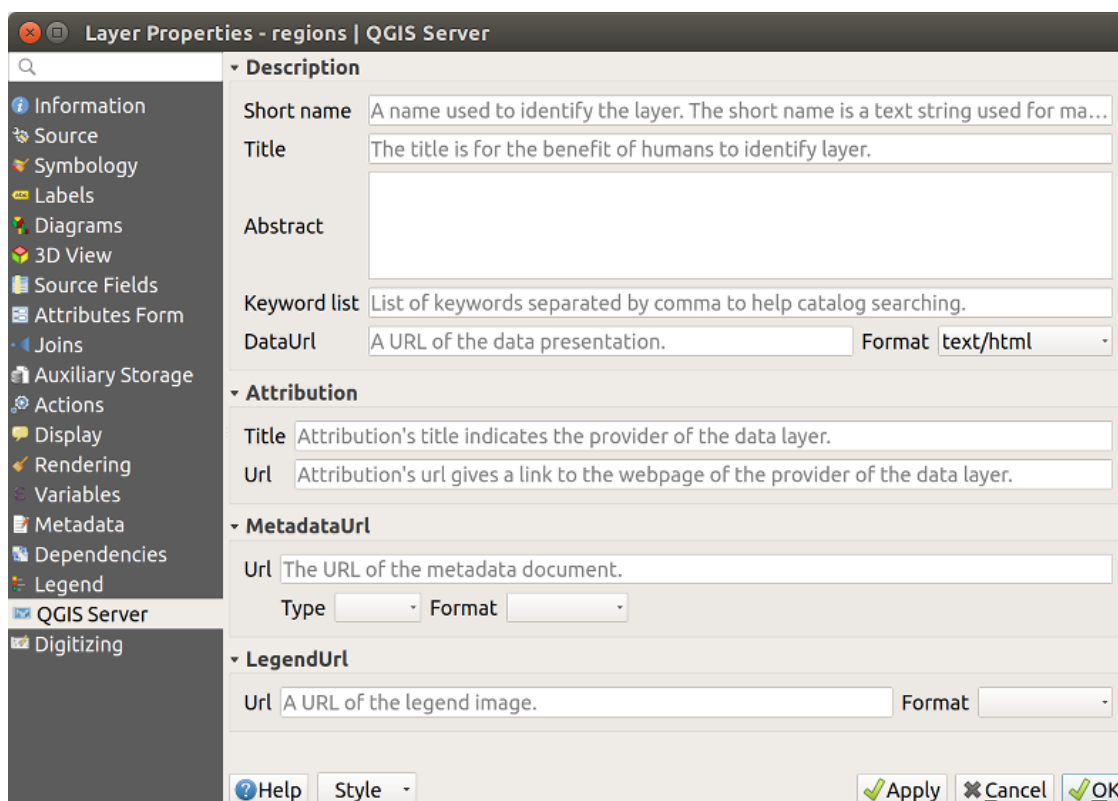 Layer Properties - regions | QGIS Server
Information
Source
Symbology
Labels
Diagrams
3D View
Source Fields
Attributes Form
Joins
Auxiliary Storage
Actions
Display
Rendering
Variables
Metadata
Dependencies
Legend
QGIS Server
Digitizing
Description
Short name A name used to identify the layer. The short name is a text string used for ma...
Title The title is for the benefit of humans to identify layer.
Abstract
Keyword list List of keywords separated by comma to help catalog searching.
DataUrl A URL of the data presentation. Format text/html
Attribution
Title Attribution's title indicates the provider of the data layer.
Url Attribution's url gives a link to the webpage of the provider of the data layer.
MetadataUrl
Url The URL of the metadata document.
Type Format
LegendUrl
Url A URL of the legend image. Format
Help Style Apply Cancel OK